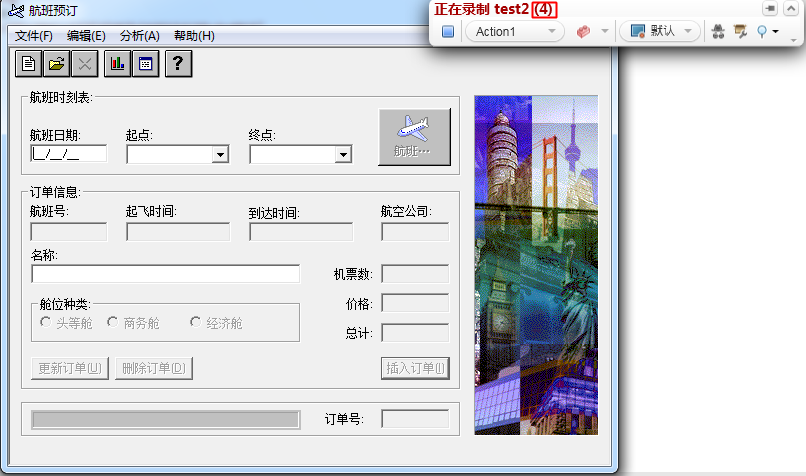 航班预订
正在录制 test2 (4)
文件(F) 编辑(E) 分析(A) 帮助(H)
Action1 默认
?
航班时刻表:
航班日期: 起点: 终点:
__/__/__
航班…
订单信息:
航班号: 起飞时间: 到达时间: 航空公司:
名称:
机票数:
舱位种类:
价格:
头等舱 商务舱 经济舱
总计:
更新订单(U) 删除订单(D) 插入订单(I)
订单号: